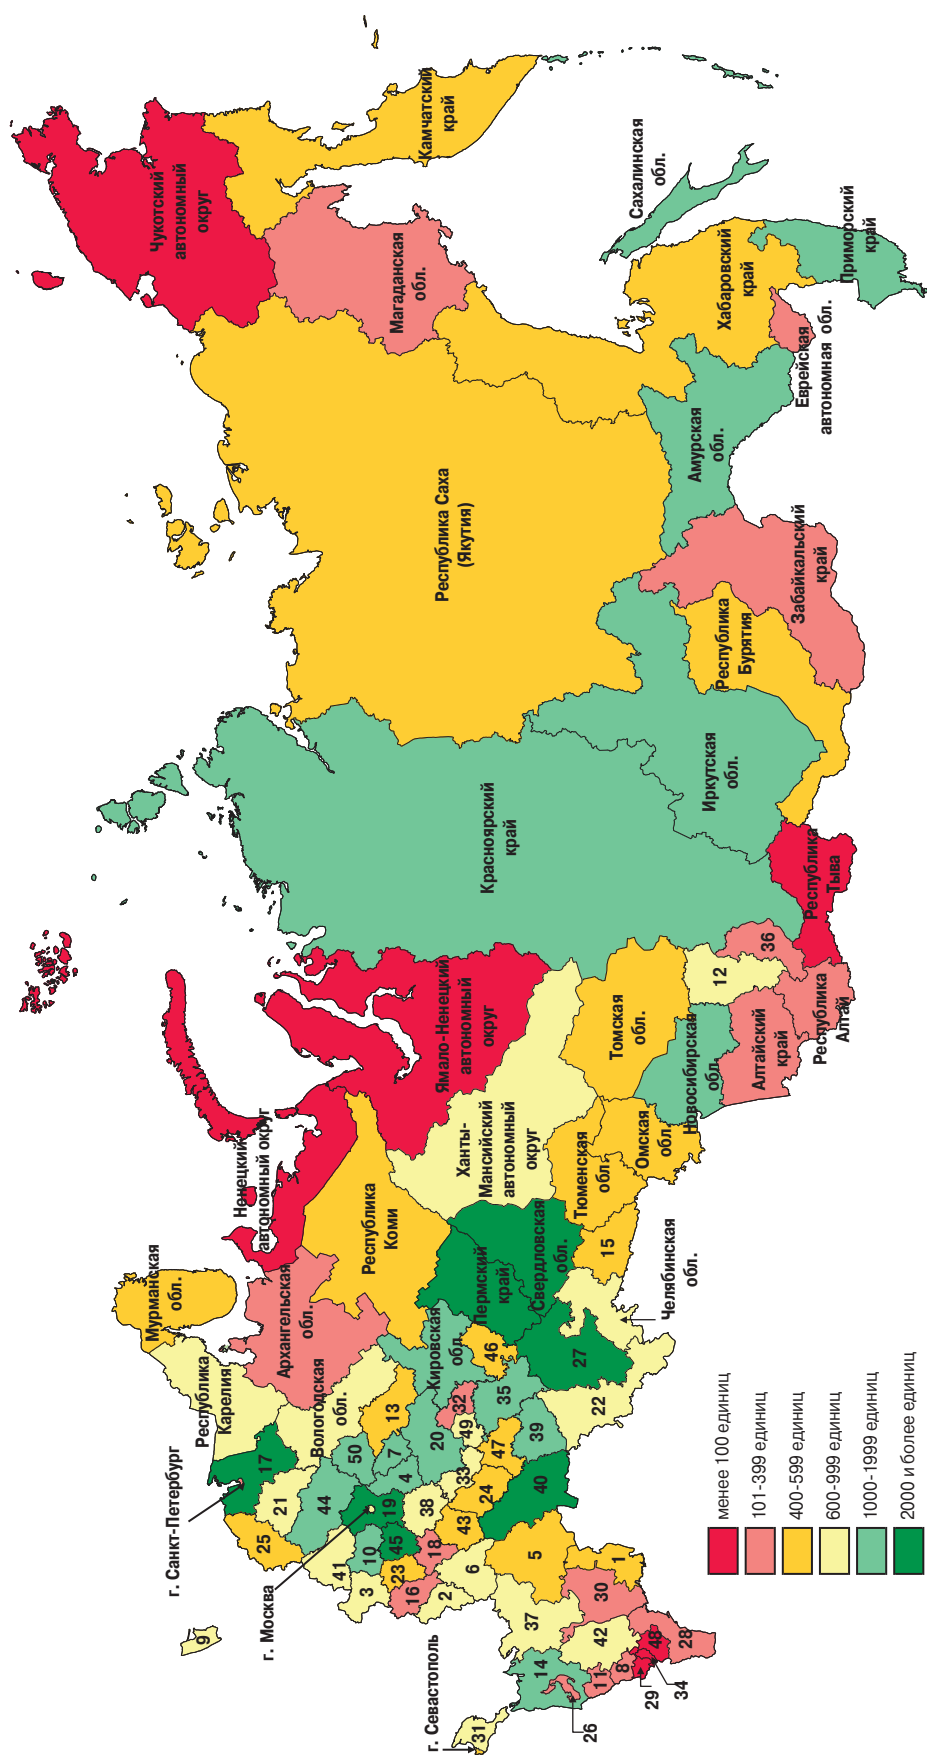 Чукотский
автономный
округ
Камчатский
край
Магаданская
обл.
Сахалинская
обл.
Хабаровский
край
Приморский
край
Еврейская
автономная обл.
Амурская
обл.
Республика Саха
(Якутия)
Забайкальский
край
Республика
Бурятия
Иркутская
обл.
Красноярский
край
Республика
Тыва
36
12
Республика
Алтай
Алтайский
край
Новосибирская
обл.
Томская
обл.
Омская
обл.
Ямало-Ненецкий
автономный
округ
Ханты-
Мансийский
автономный
округ
Тюменская
обл.
Ненецкий
автономный округ
Республика
Коми
Мурманская
обл.
Архангельская
обл.
Республика
Карелия
Вологодская
обл.
Кировская
обл.
Пермский
край
Свердловская
обл.
15
Челябинская
обл.
г. Санкт-Петербург
г. Москва
г. Севастополь
17
21
25
44
50
13
7
4
20
32
46
49
35
27
22
39
47
33
24
40
19
38
43
45
10
41
3
23
18
16
2
6
5
1
30
37
42
14
26
11
8
29
34
48
28
31
9
менее 100 единиц
101-399 единиц
400-599 единиц
600-999 единиц
1000-1999 единиц
2000 и более единиц